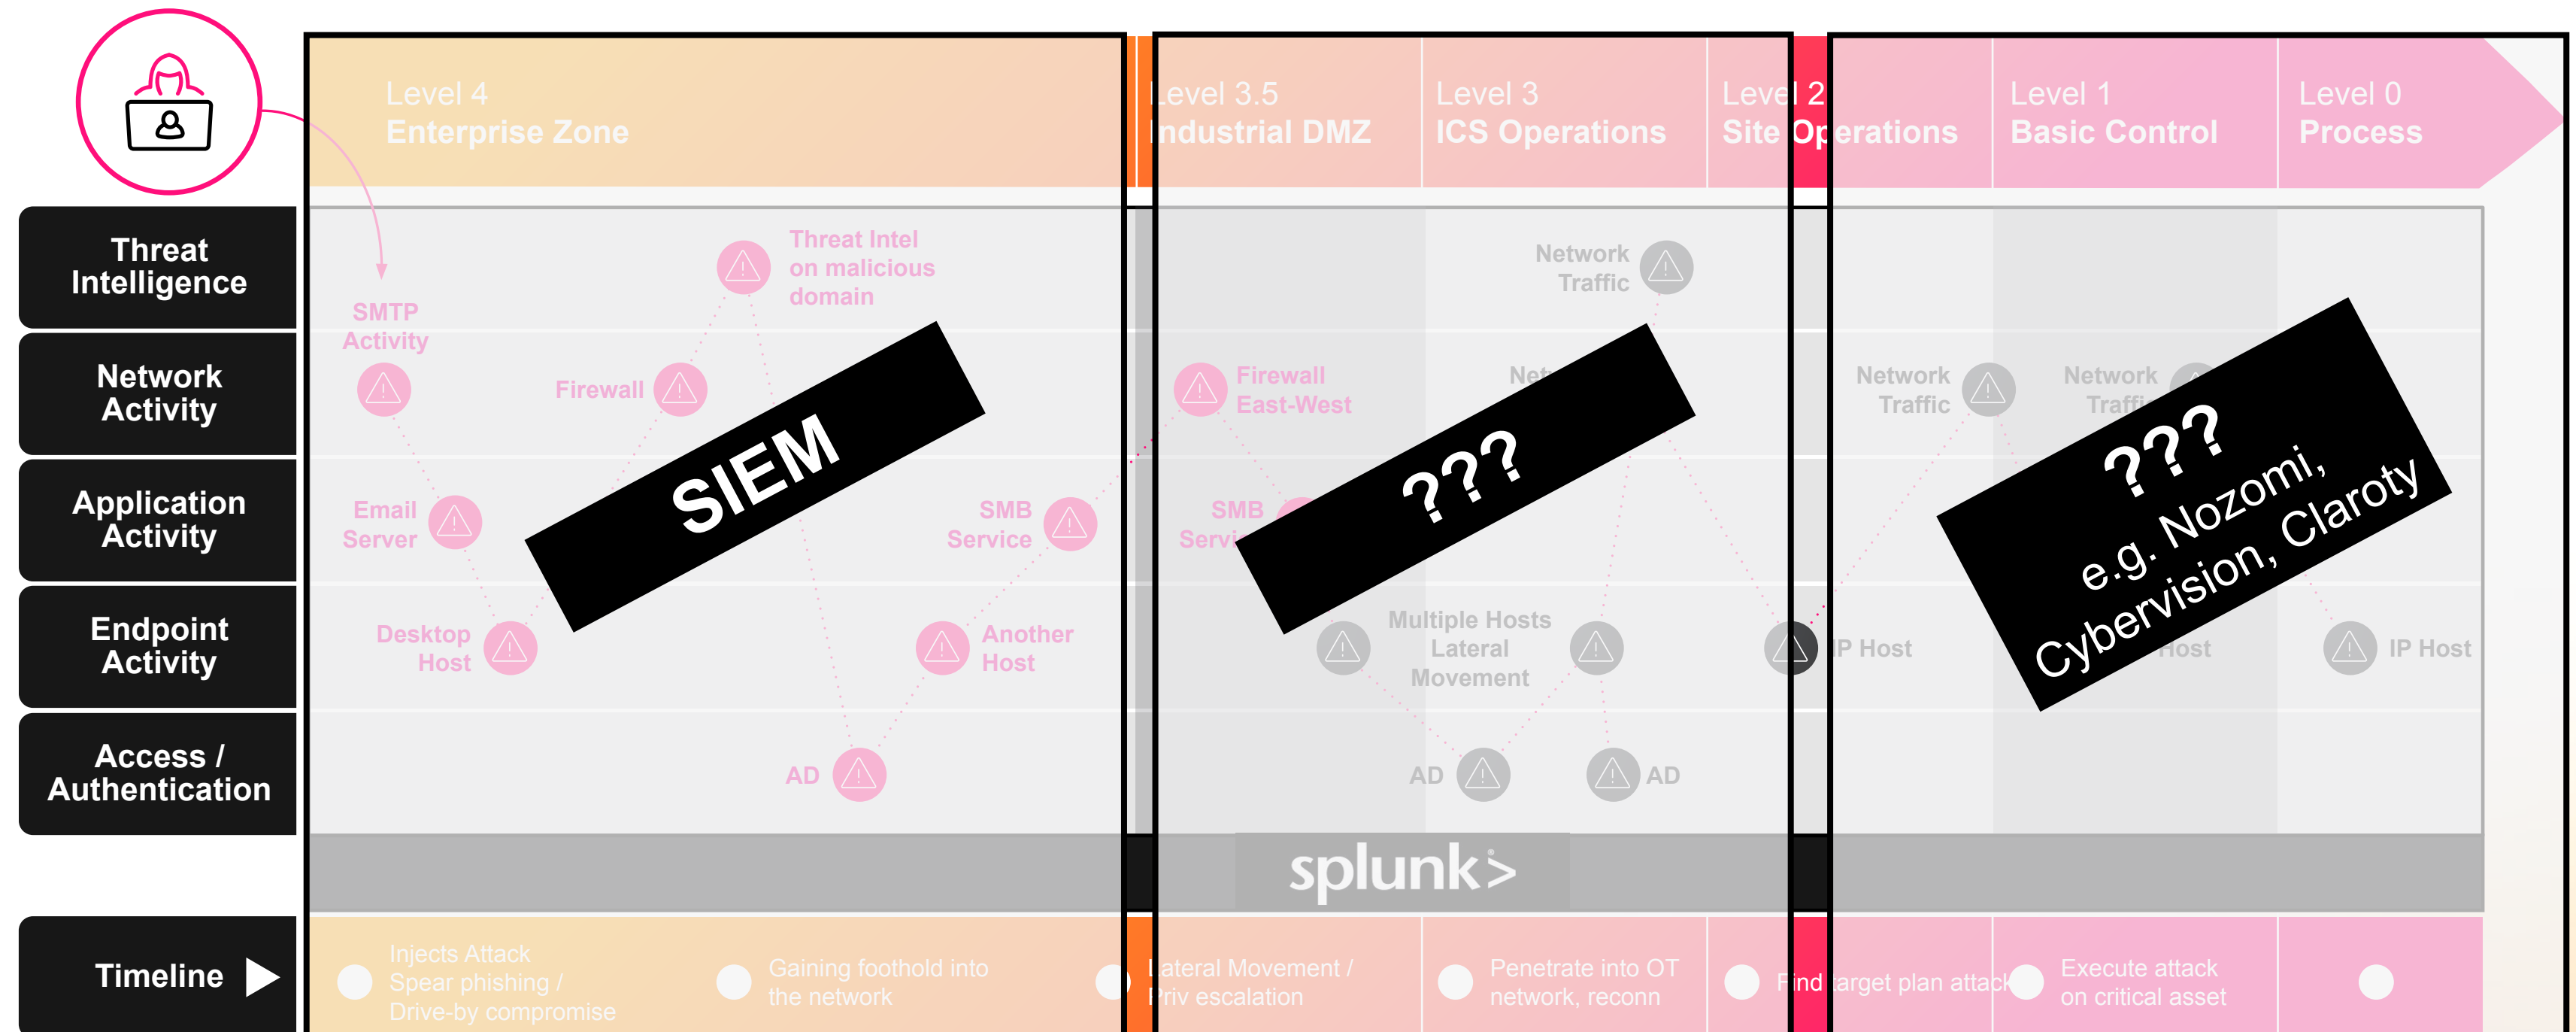 Level 4
Enterprise Zone
Level 3.5
Industrial DMZ
Level 3
ICS Operations
Level 2
Site Operations
Level 1
Basic Control
Level 0
Process
Threat
Intelligence
Network
Activity
Application
Activity
Endpoint
Activity
Access /
Authentication
SMTP
Activity
Firewall
Threat Intel
on malicious
domain
Email
Server
Desktop
Host
AD
Another
Host
SMB
Service
SIEM
Firewall
East-West
SMB
Network
Traffic
???
Multiple Hosts
Lateral
Movement
AD
AD
IP Host
Network
Traffic
Network
???
e.g. Nozomi,
Cybervision, Claroty
Host
IP Host
splunk>
Timeline
Injects Attack
Spear phishing /
Drive-by compromise
Gaining foothold into
the network
Lateral Movement /
Priv escalation
Penetrate into OT
network, reconn
Find target plan attack
Execute attack
on critical asset